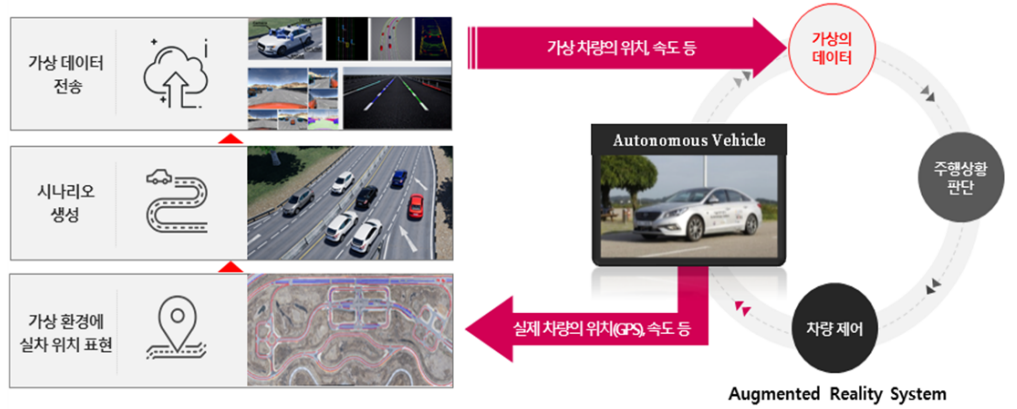 가상 데이터
전송
가상 차량의 위치, 속도 등
가상의
데이터
Autonomous Vehicle
주행상황
판단
시나리오
생성
가상 환경에
실차 위치 표현
실제 차량의 위치(GPS), 속도 등
차량 제어
Augmented Reality System